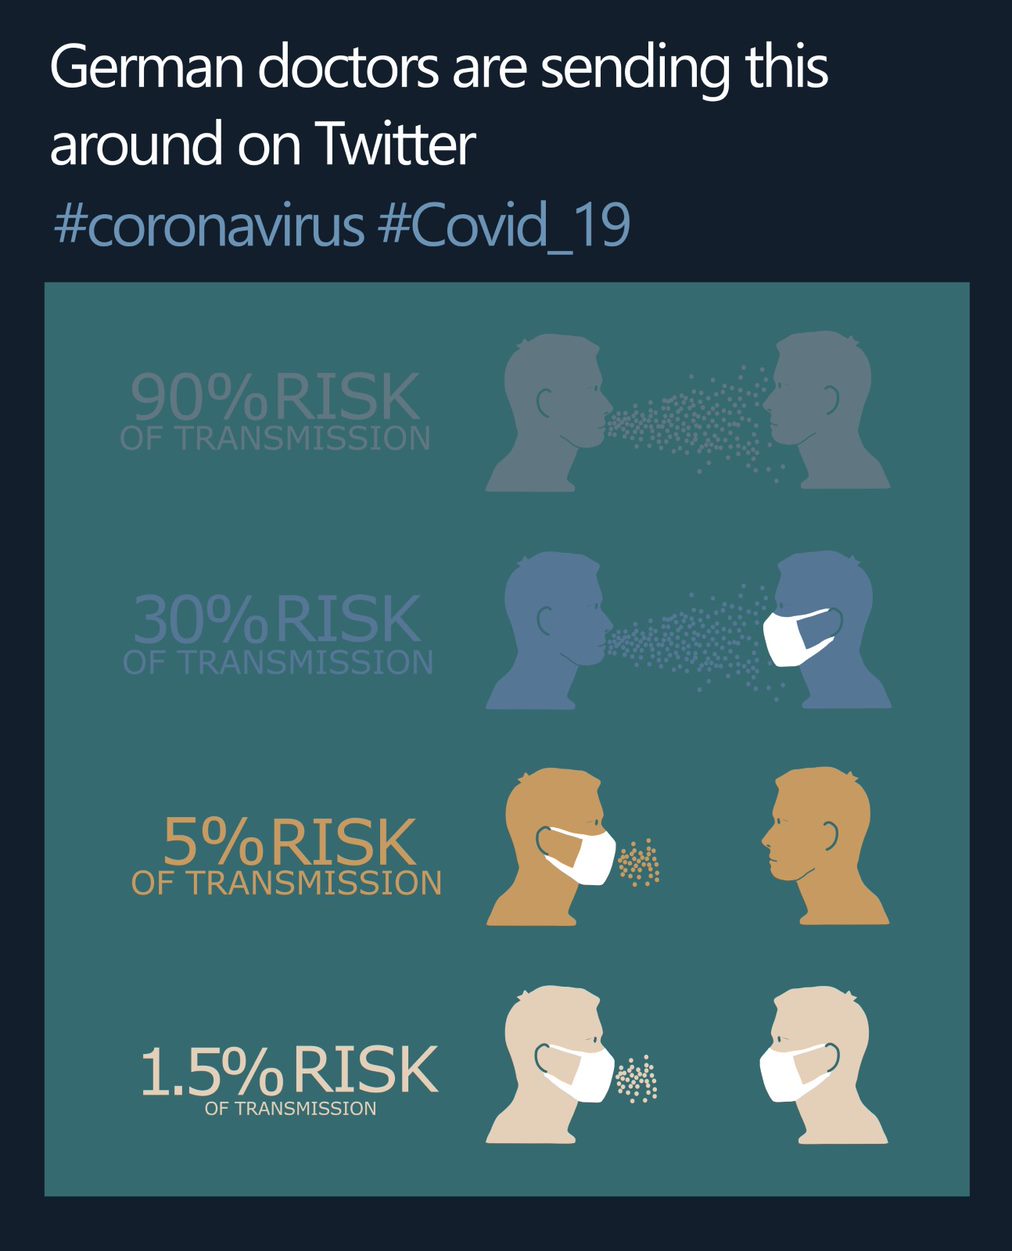 German doctors are sending this
around on Twitter
#coronavirus #Covid_19
90% RISK
OF TRANSMISSION
30% RISK
OF TRANSMISSION
5% RISK
OF TRANSMISSION
1.5% RISK
OF TRANSMISSION